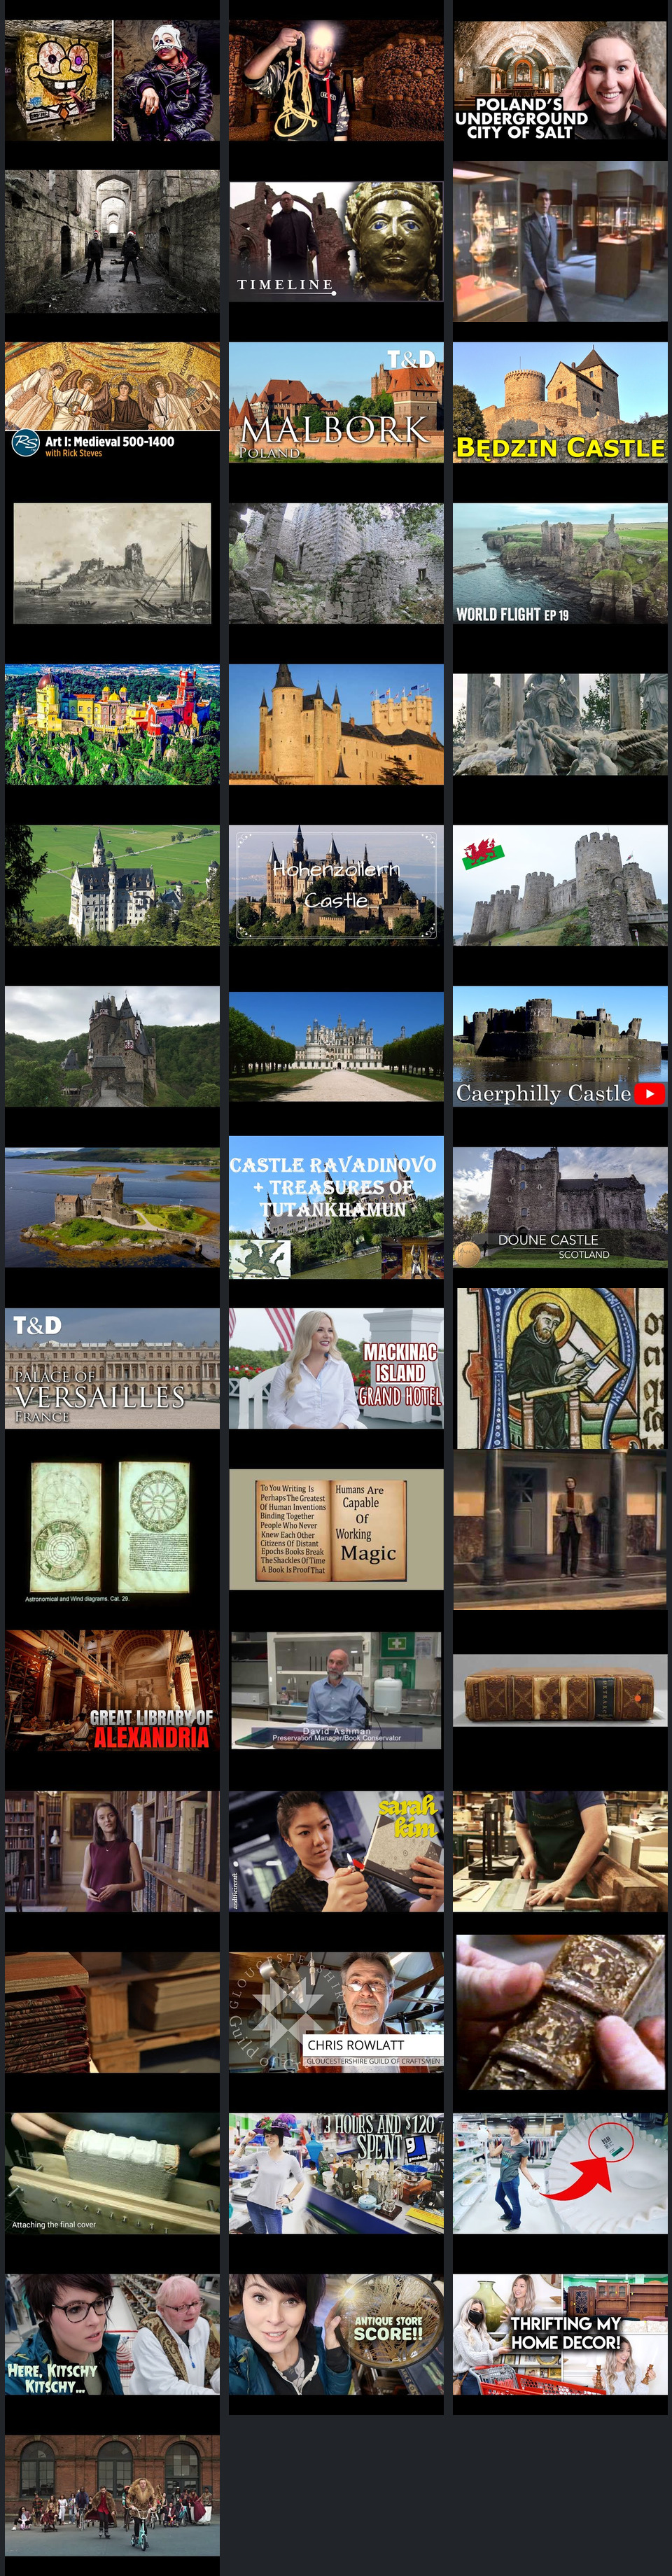 POLAND'S
UNDERGROUND
CITY OF SALT
TIMELINE
RS
Art I: Medieval 500-1400
with Rick Steves
T&D
MALBORK
POLAND
BĘDZIN CASTLE
WORLD FLIGHT EP 19
Hohenzollern
Castle
Caerphilly Castle
CASTLE RAVADINOVO
+ TREASURES OF
TUTANKHAMUN
DOUNE CASTLE
SCOTLAND
T&D
PALACE OF
VERSAILLES
FRANCE
MACKINAC
ISLAND
GRAND HOTEL
Astronomical and Wind diagrams. Cat. 29.
To You Writing Is
Perhaps The Greatest
Of Human Inventions
Binding Together
People Who Never
Knew Each Other
Citizens Of Distant
Epochs Books Break
The Shackles Of Time
A Book Is Proof That
Humans Are
Capable
Of
Working
Magic
GREAT LIBRARY OF
ALEXANDRIA
David Ashman
Preservation Manager/Book Conservator
sarah
kim
GLOUCESTERSHIRE
Guild of
CHRIS ROWLATT
GLOUCESTERSHIRE GUILD OF CRAFTSMEN
Attaching the final cover
3 HOURS AND $120
SPENT
HERE, KITSCHY
KITSCHY...
ANTIQUE STORE
SCORE!!
THRIFTING MY
HOME DECOR!